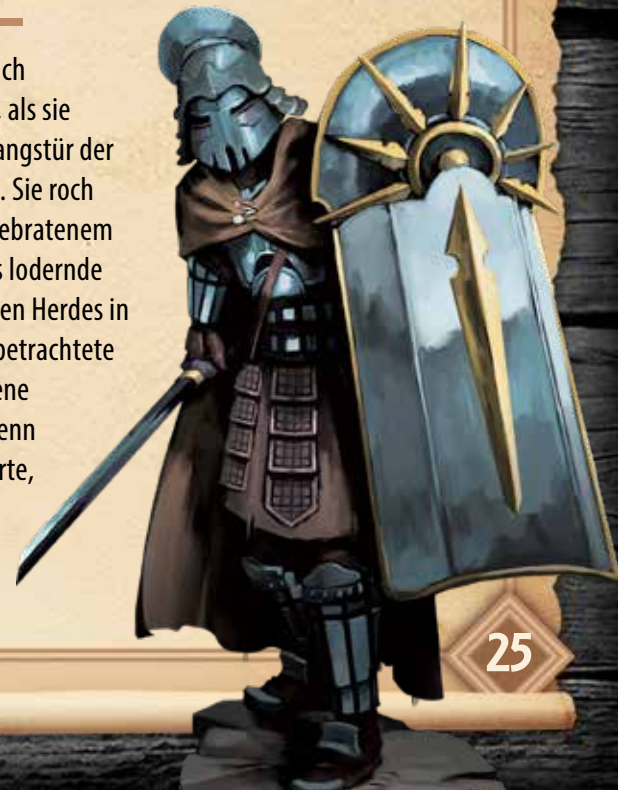 ch
als sie
angstür der
. Sie roch
ebratenem
s lodernde
en Herdes in
betrachtete
ene
enn
rte,
25